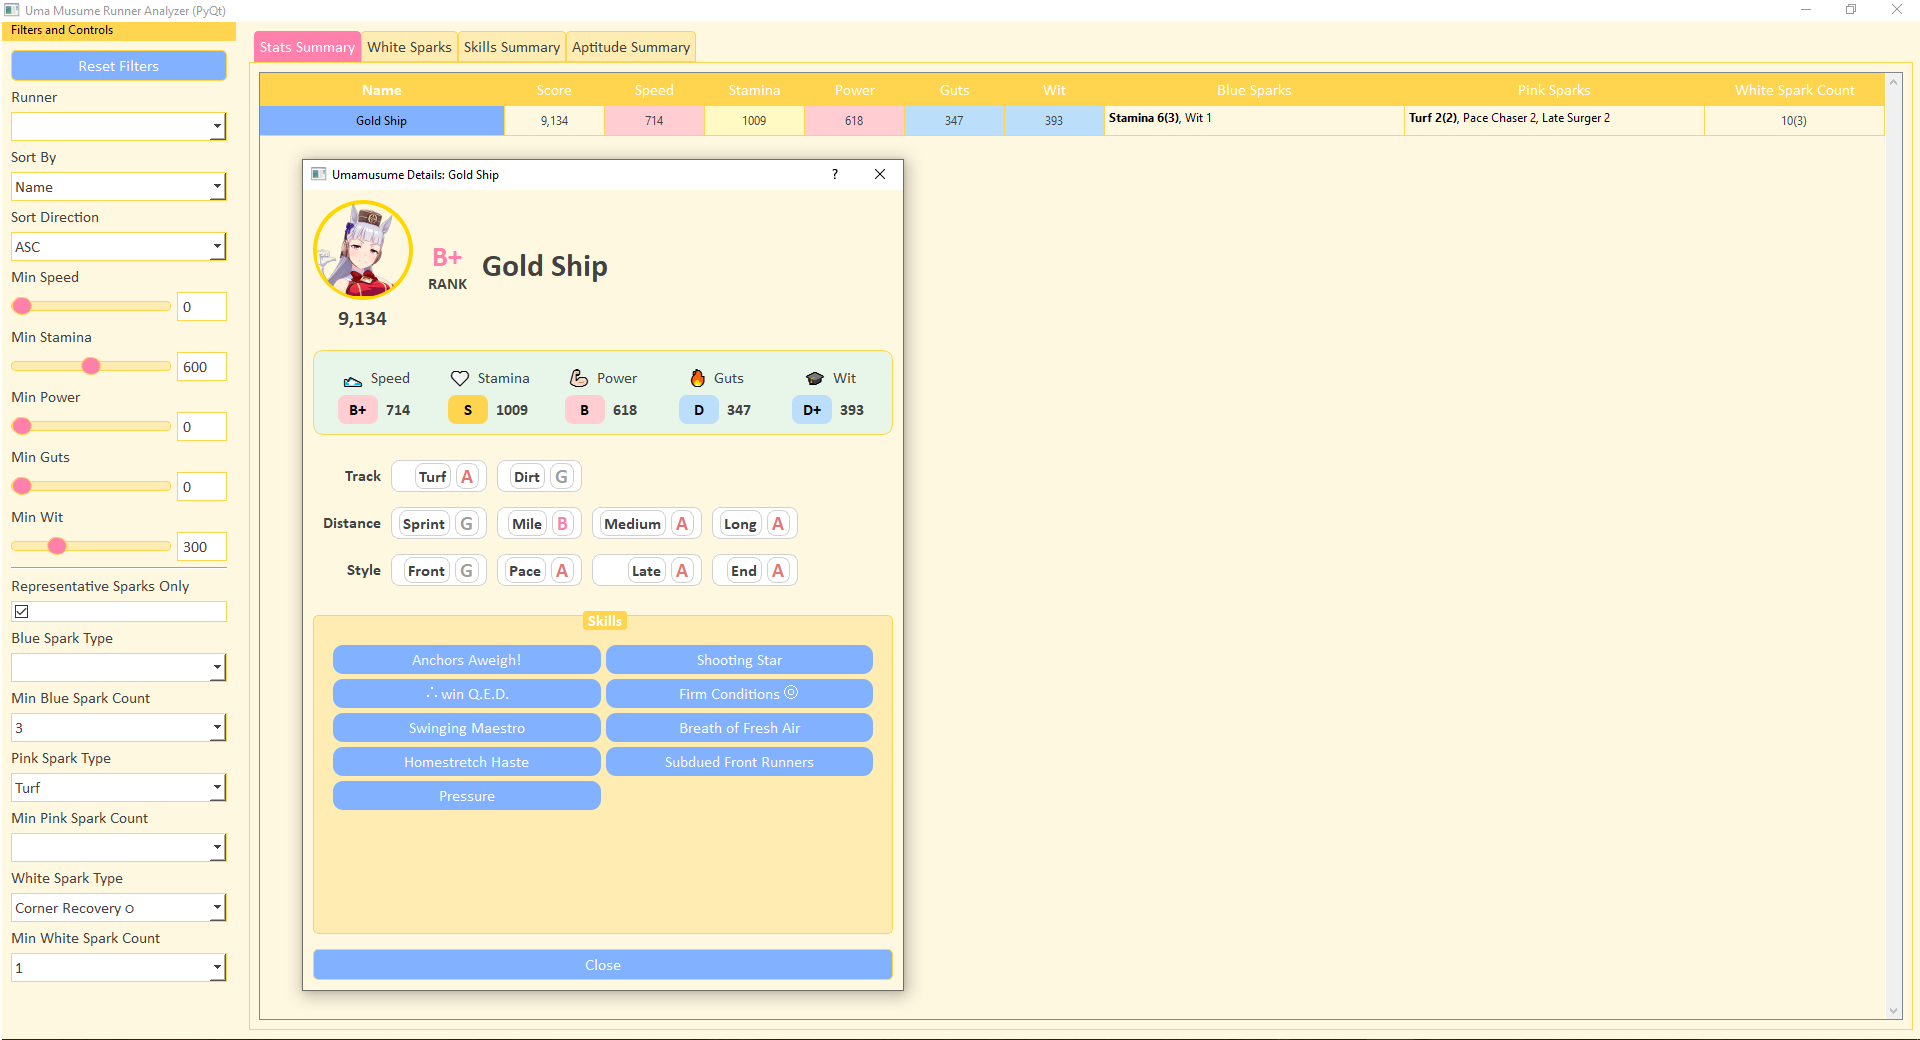 Uma Musume Runner Analyzer (PyQt)
Filters and Controls
Reset Filters
Runner
Sort By
Name
Sort Direction
ASC
Min Speed
0
Min Stamina
600
Min Power
0
Min Guts
0
Min Wit
300
Representative Sparks Only
Blue Spark Type
Min Blue Spark Count
3
Pink Spark Type
Turf
Min Pink Spark Count
White Spark Type
Corner Recovery ○
Min White Spark Count
1
Stats Summary White Sparks Skills Summary Aptitude Summary
Name Score Speed Stamina Power Guts Wit Blue Sparks Pink Sparks White Spark Count
Gold Ship 9,134 714 1009 618 347 393 Stamina 6(3), Wit 1 Turf 2(2), Pace Chaser 2, Late Surger 2 10(3)
Umamusume Details: Gold Ship ?
B+
RANK
Gold Ship
9,134
Speed Stamina Power Guts Wit
B+ 714 S 1009 B 618 D 347 D+ 393
Track Turf A Dirt G
Distance Sprint G Mile B Medium A Long A
Style Front G Pace A Late A End A
Skills
Anchors Aweigh! Shooting Star
∴ win Q.E.D. Firm Conditions ◎
Swinging Maestro Breath of Fresh Air
Homestretch Haste Subdued Front Runners
Pressure
Close